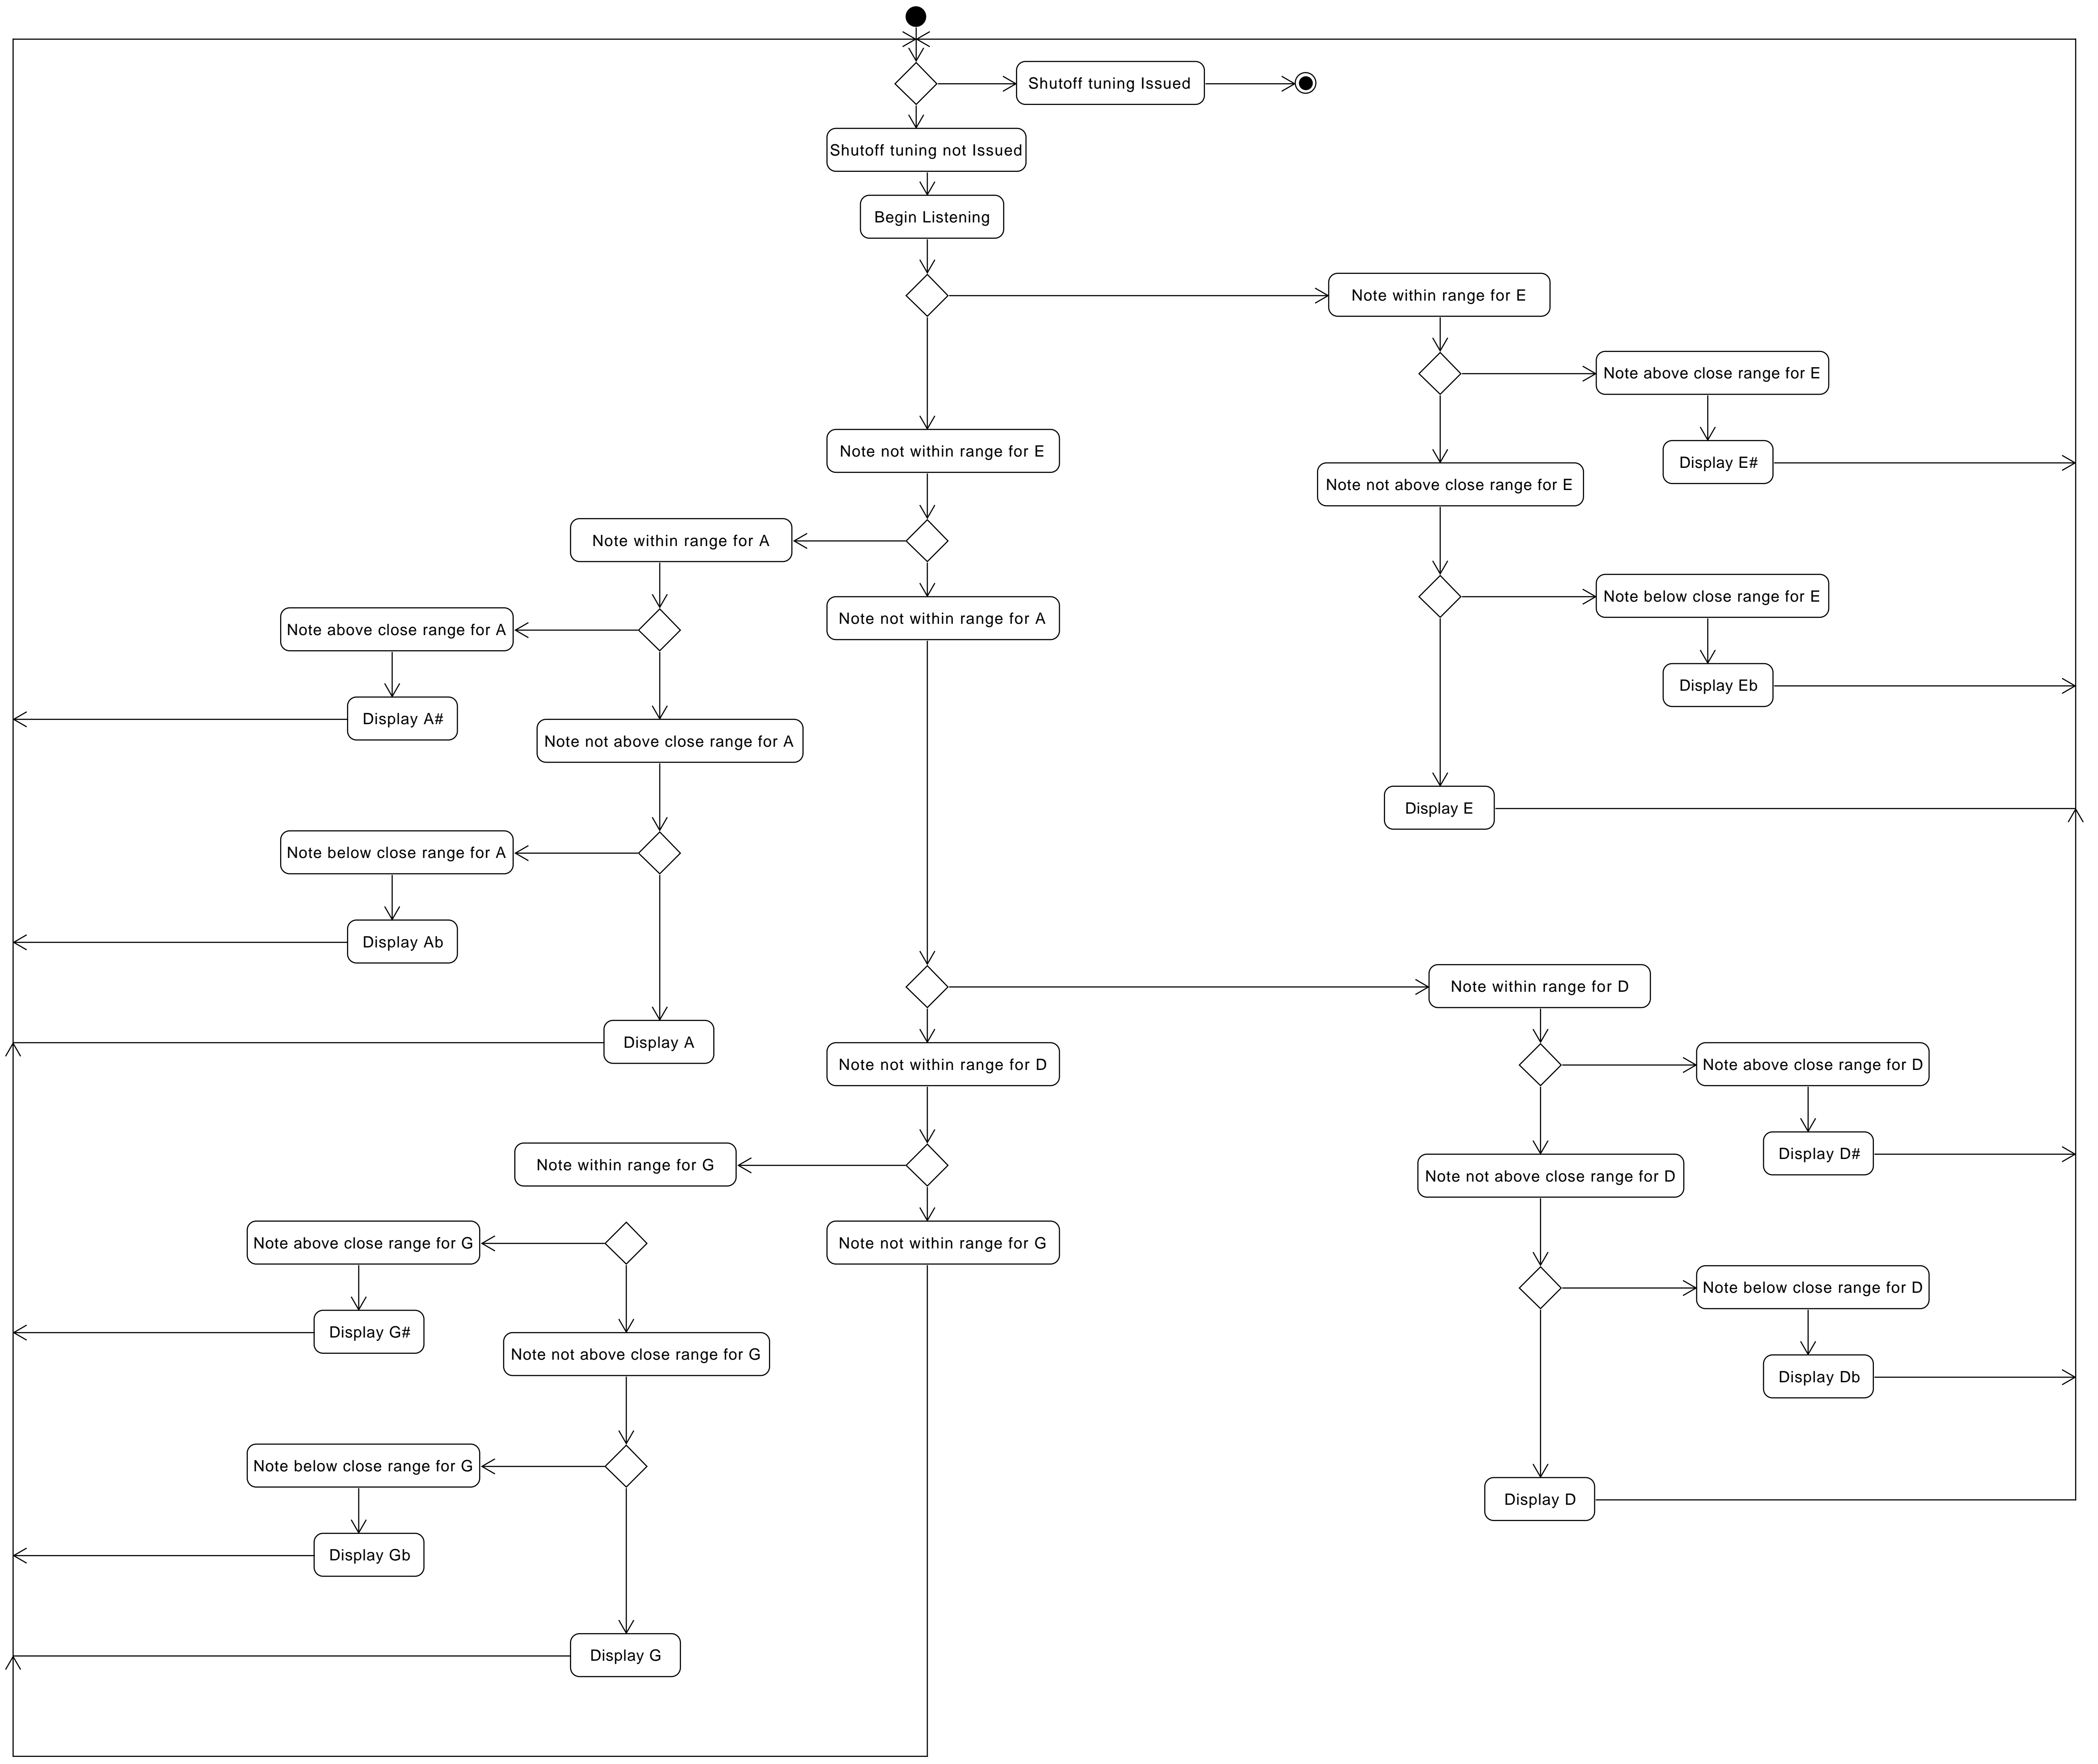 Shutoff tuning Issued
Shutoff tuning not Issued
Begin Listening
Note within range for E
Note above close range for E
Note not within range for E
Display E#
Note not above close range for E
Note within range for A
Note below close range for E
Note not within range for A
Note above close range for A
Display Eb
Display A#
Note not above close range for A
Display E
Note below close range for A
Display Ab
Note within range for D
Display A
Note not within range for D
Note above close range for D
Display D#
Note within range for G
Note not above close range for D
Note above close range for G
Note not within range for G
Note below close range for D
Display G#
Note not above close range for G
Display Db
Note below close range for G
Display D
Display Gb
Display G